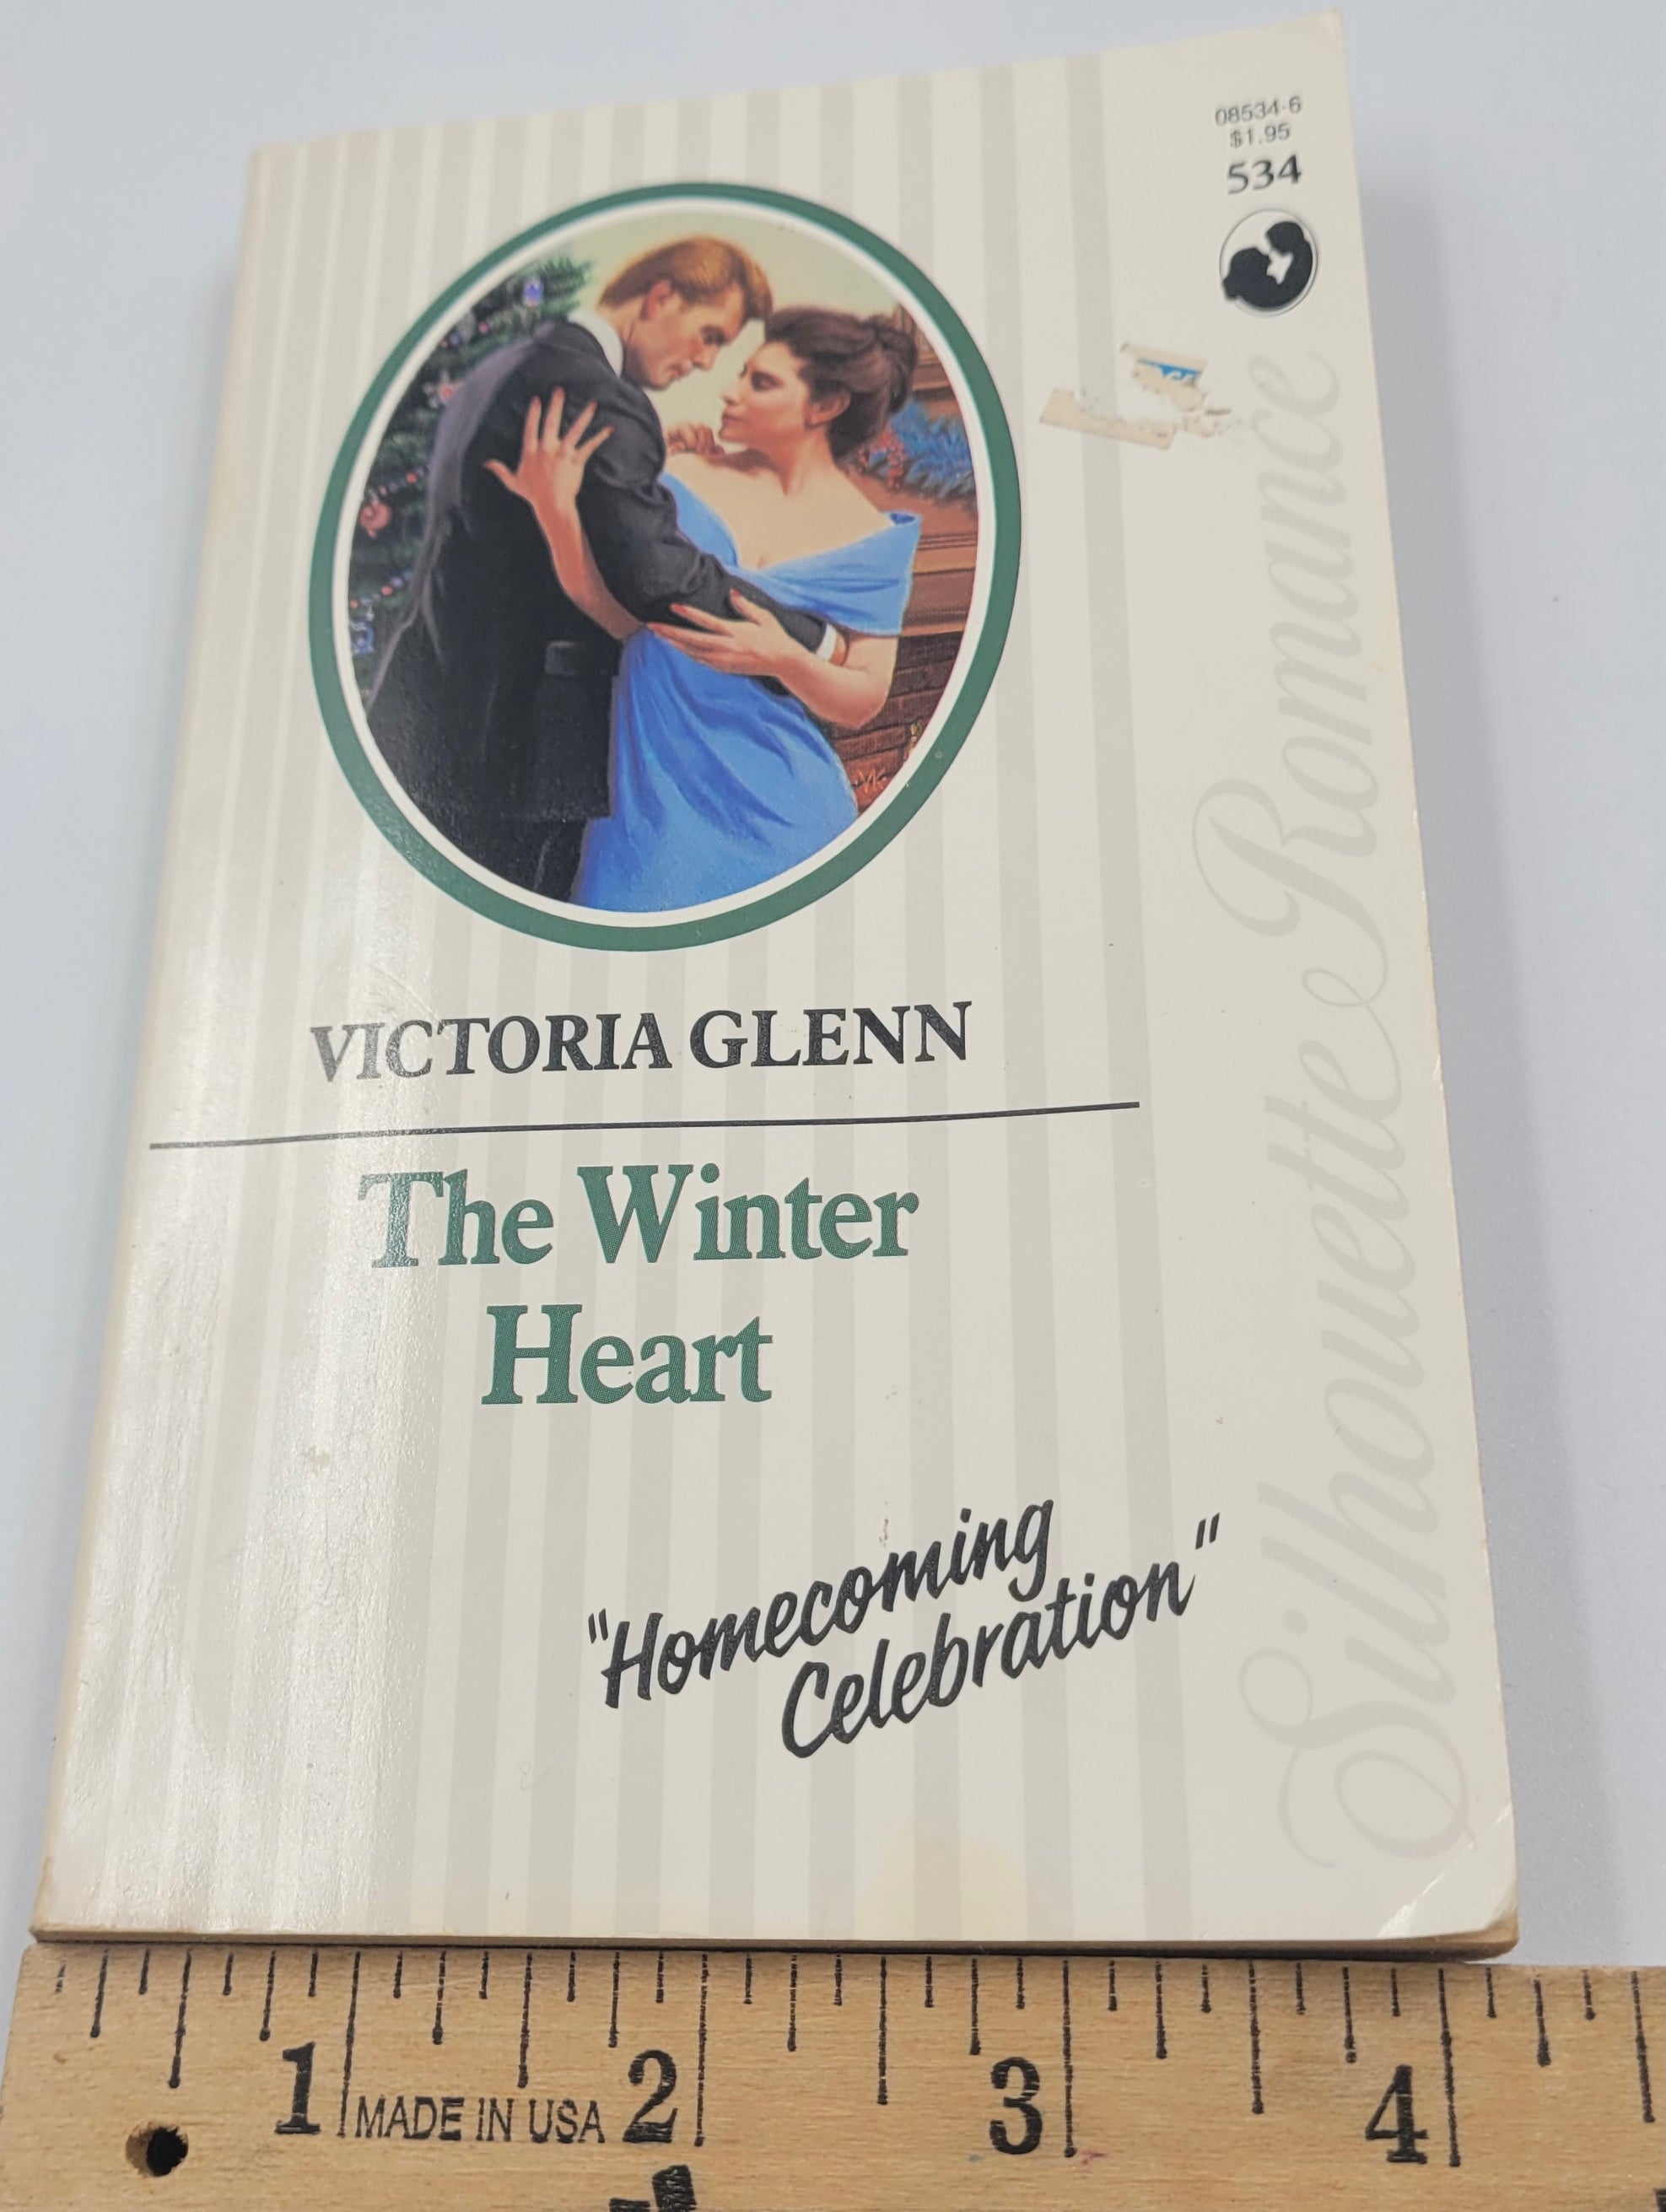 08534-6
$1.95
534
VICTORIA GLENN
The Winter
Heart
"Homecoming
Celebration"
Silhouette Romance
1 MADE IN USA 2 3 4